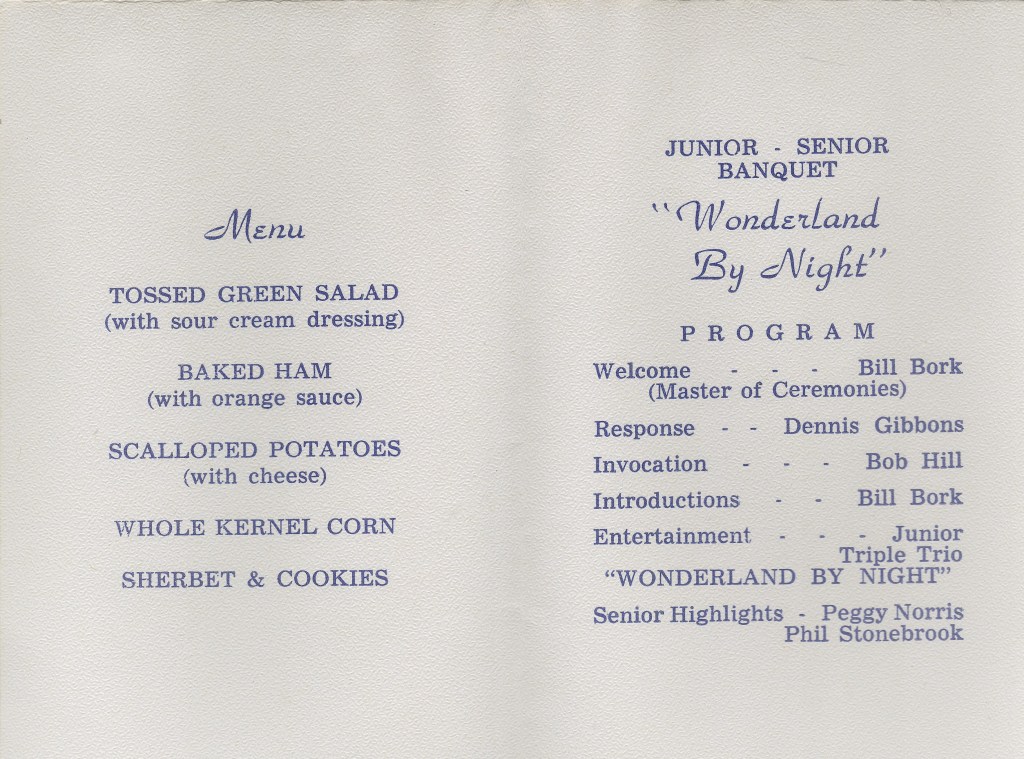 Menu
TOSSED GREEN SALAD
(with sour cream dressing)
BAKED HAM
(with orange sauce)
SCALLOPED POTATOES
(with cheese)
WHOLE KERNEL CORN
SHERBET & COOKIES
JUNIOR - SENIOR
BANQUET
"Wonderland
By Night"
PROGRAM
Welcome - - - Bill Bork
(Master of Ceremonies)
Response - - Dennis Gibbons
Invocation - - - Bob Hill
Introductions - - Bill Bork
Entertainment - - - Junior
Triple Trio
"WONDERLAND BY NIGHT"
Senior Highlights - Peggy Norris
Phil Stonebrook